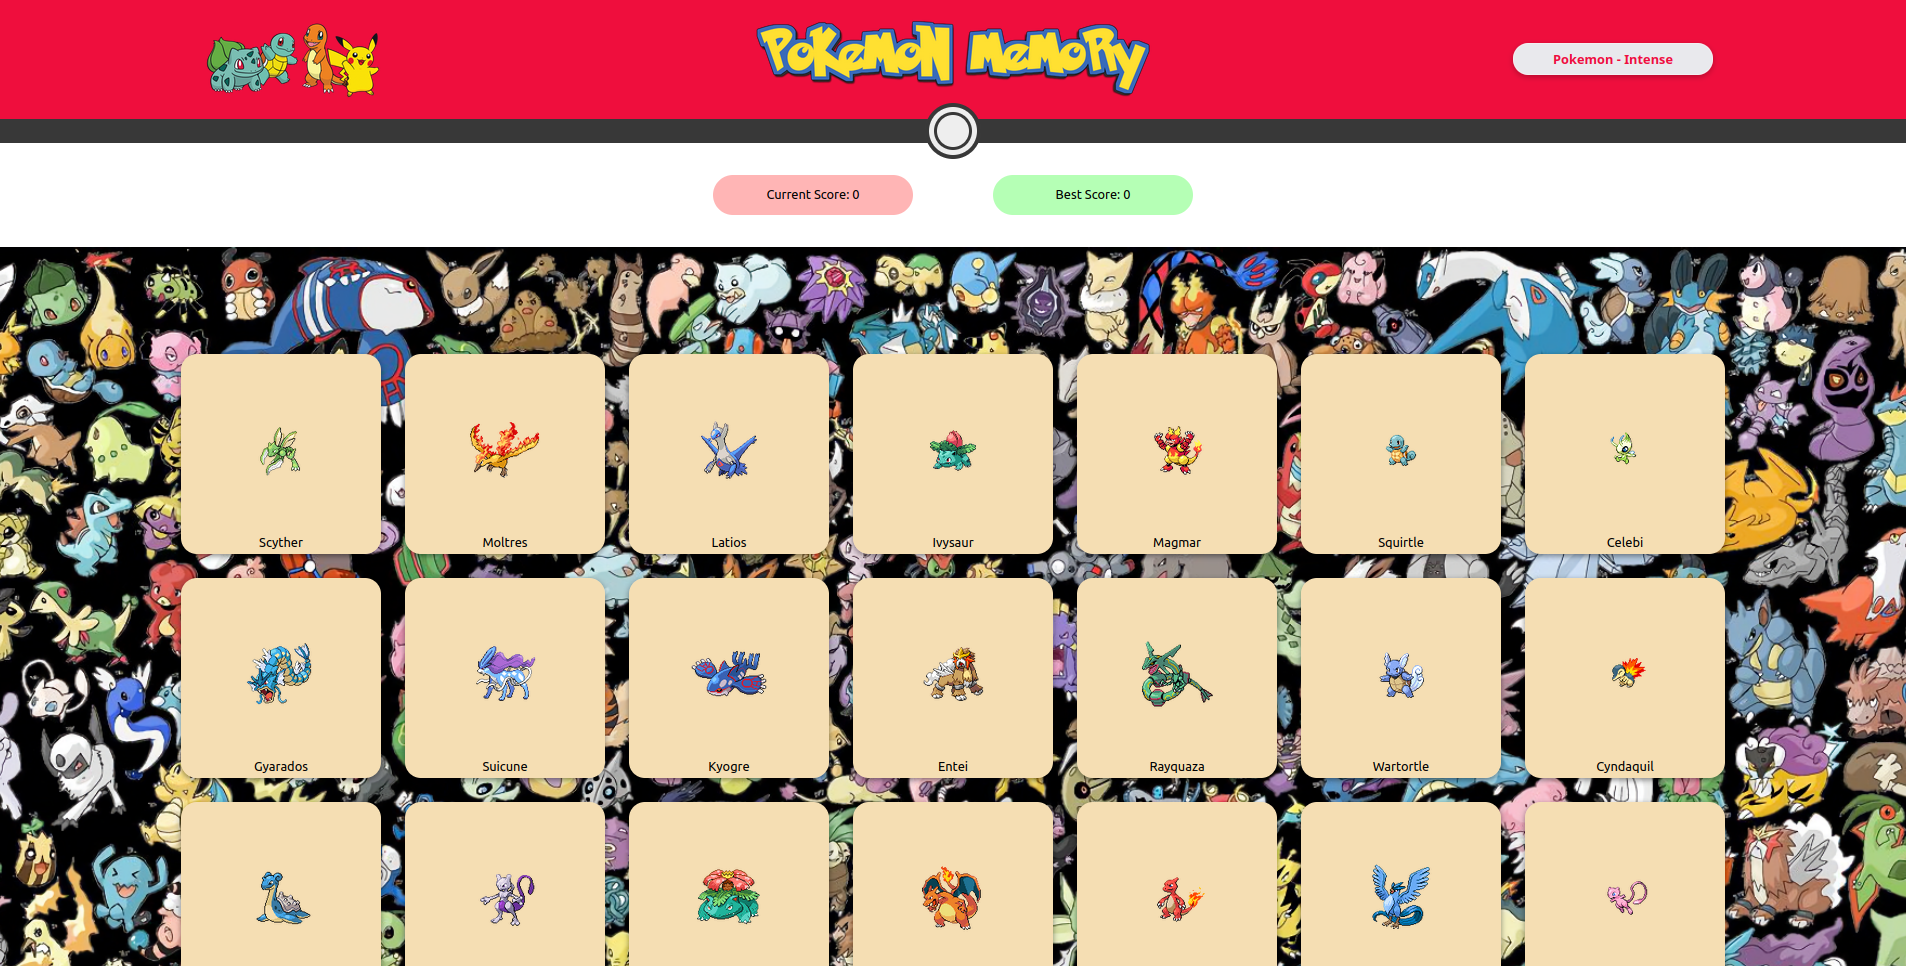 POKEMON MEMORY
Pokemon - Intense
Current Score: 0
Best Score: 0
Scyther
Moltres
Latios
Ivysaur
Magmar
Squirtle
Celebi
Gyarados
Suicune
Kyogre
Entei
Rayquaza
Wartortle
Cyndaquil